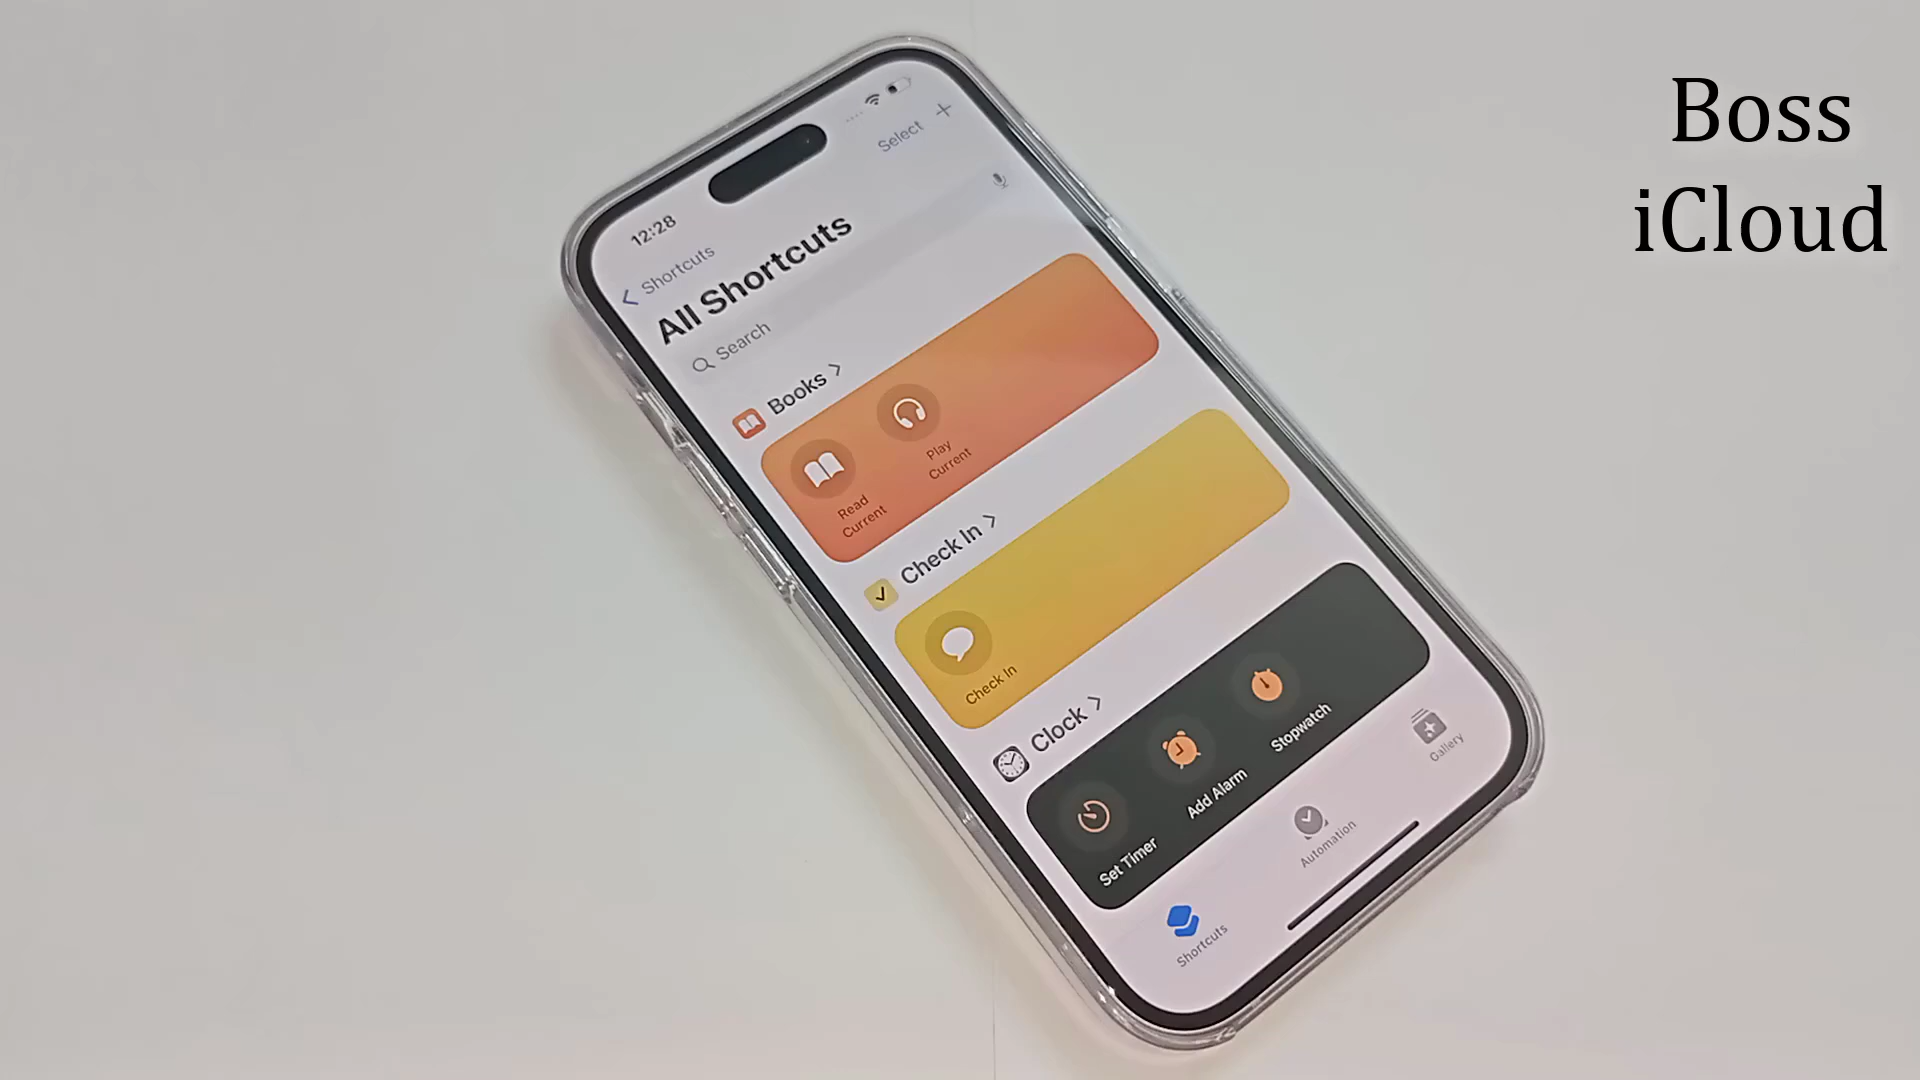 Boss
iCloud
12:28
Select +
Shortcuts
All Shortcuts
Search
Books
Read
Current
Play
Current
Check In
Check In
Clock
Set Timer
Add Alarm
Stopwatch
Shortcuts
Automation
Gallery